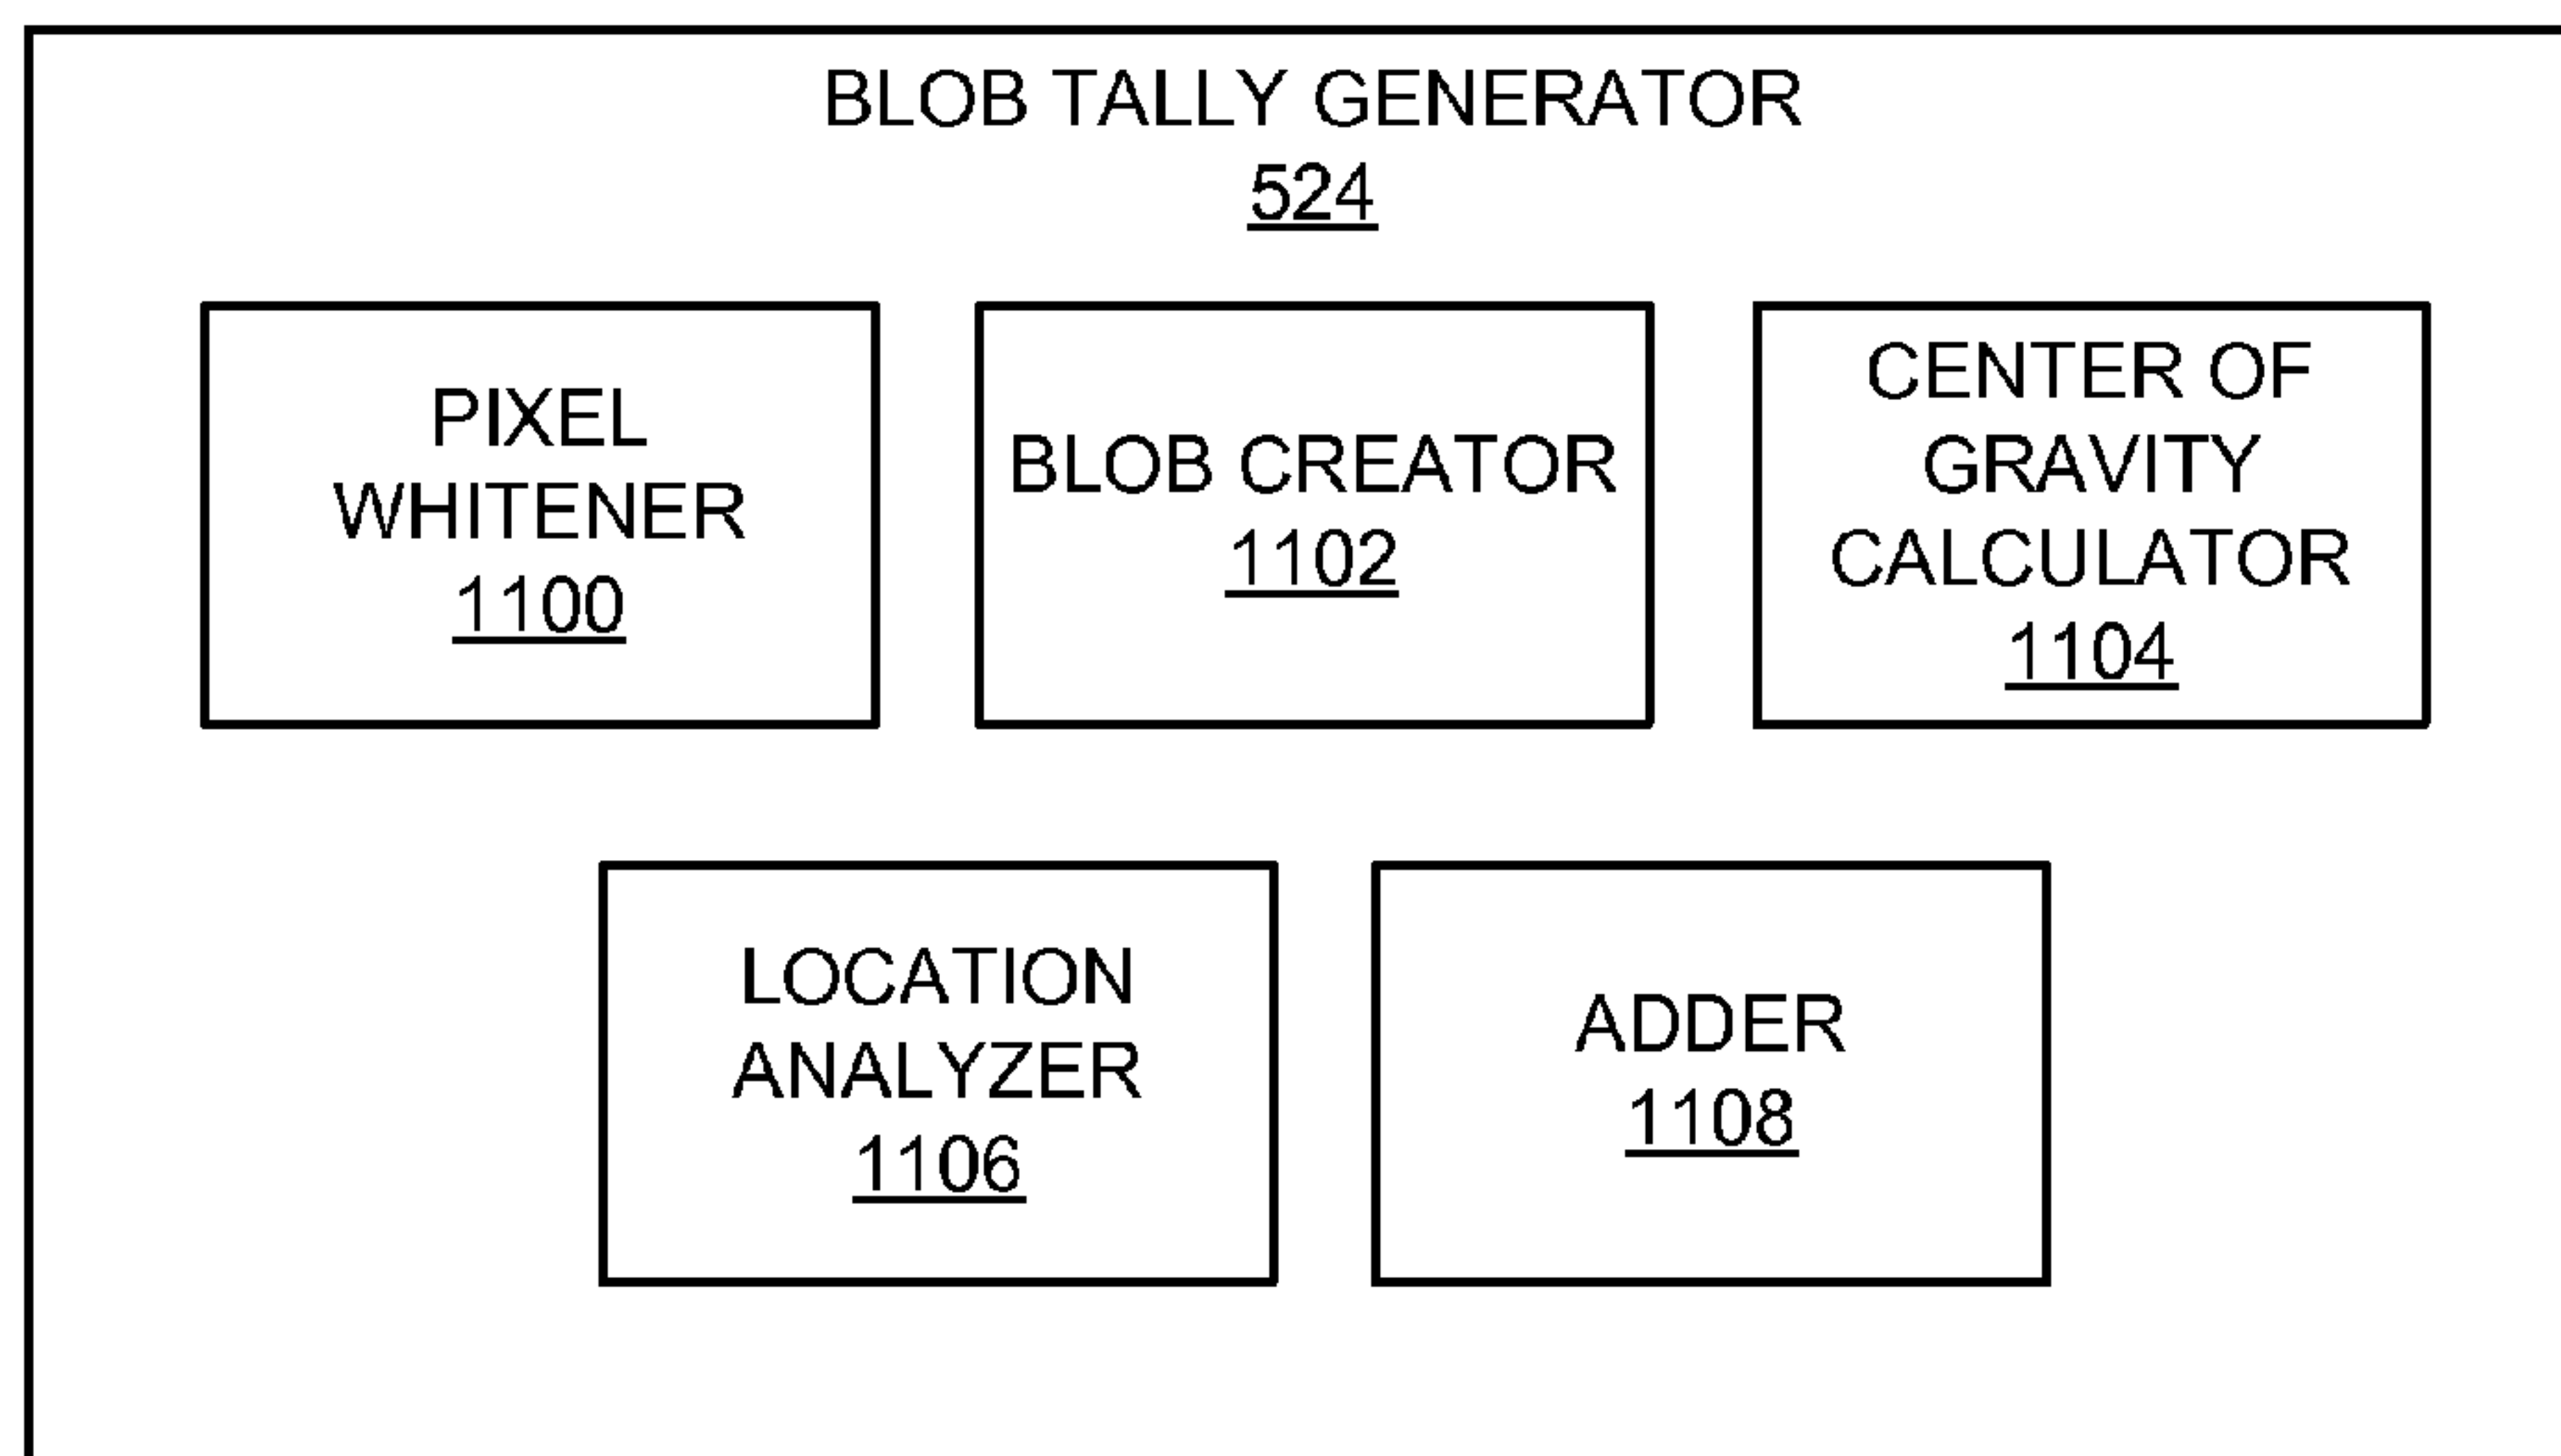 BLOB TALLY GENERATOR
524
PIXEL
WHITENER
1100
BLOB CREATOR
1102
CENTER OF
GRAVITY
CALCULATOR
1104
LOCATION
ANALYZER
1106
ADDER
1108